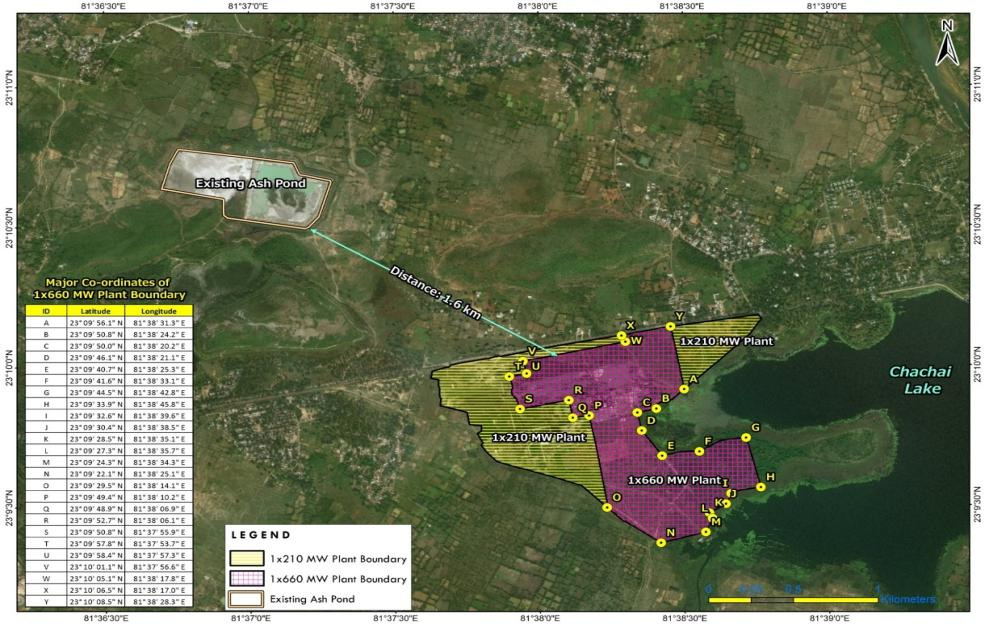 81°36'30"E 81°37'0"E 81°37'30"E 81°38'0"E 81°38'30"E 81°39'0"E
N
23°11'0"N 23°11'0"N
Existing Ash Pond
23°10'30"N 23°10'30"N
Distance: 1.6 km
Major Co-ordinates of
1x660 MW Plant Boundary
ID Latitude Longitude
A 23° 09' 56.1" N 81° 38' 31.3" E
B 23° 09' 50.8" N 81° 38' 24.2" E
C 23° 09' 50.0" N 81° 38' 20.2" E
D 23° 09' 46.1" N 81° 38' 21.1" E
E 23° 09' 40.7" N 81° 38' 25.3" E
F 23° 09' 41.6" N 81° 38' 33.1" E
G 23° 09' 44.5" N 81° 38' 42.8" E
H 23° 09' 33.9" N 81° 38' 45.8" E
I 23° 09' 32.6" N 81° 38' 39.6" E
J 23° 09' 30.4" N 81° 38' 38.5" E
K 23° 09' 28.5" N 81° 38' 35.1" E
L 23° 09' 27.3" N 81° 38' 35.7" E
M 23° 09' 24.3" N 81° 38' 34.3" E
N 23° 09' 22.1" N 81° 38' 25.1" E
O 23° 09' 29.5" N 81° 38' 14.1" E
P 23° 09' 49.4" N 81° 38' 10.2" E
Q 23° 09' 48.9" N 81° 38' 06.9" E
R 23° 09' 52.7" N 81° 38' 06.1" E
S 23° 09' 50.8" N 81° 37' 55.9" E
T 23° 09' 57.8" N 81° 37' 53.7" E
U 23° 09' 58.4" N 81° 37' 57.3" E
V 23° 10' 01.1" N 81° 37' 56.6" E
W 23° 10' 05.1" N 81° 38' 17.8" E
X 23° 10' 06.5" N 81° 38' 17.0" E
Y 23° 10' 08.5" N 81° 38' 28.3" E
X Y
W
1x210 MW Plant
V
T U
23°10'0"N 23°10'0"N
Chachai
Lake
A
R
S Q P C B
D
G
1x210 MW Plant
E F
1x660 MW Plant
I H
J
K
O L
M
N
23°9'30"N 23°9'30"N
LEGEND
1x210 MW Plant Boundary
1x660 MW Plant Boundary
Existing Ash Pond
0 0.5 1
Kilometers
81°36'30"E 81°37'0"E 81°37'30"E 81°38'0"E 81°38'30"E 81°39'0"E